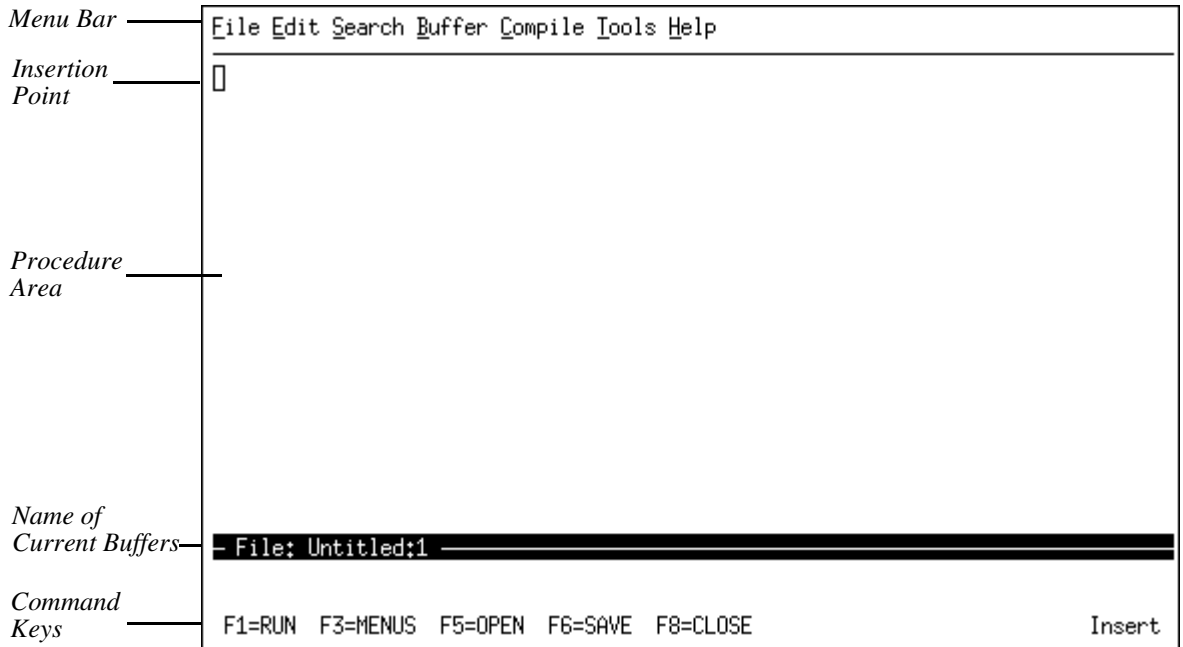 Menu Bar
File Edit Search Buffer Compile Tools Help
Insertion
Point
Procedure
Area
Name of
Current Buffers
File: Untitled:1
Command
Keys
F1=RUN F3=MENUS F5=OPEN F6=SAVE F8=CLOSE Insert